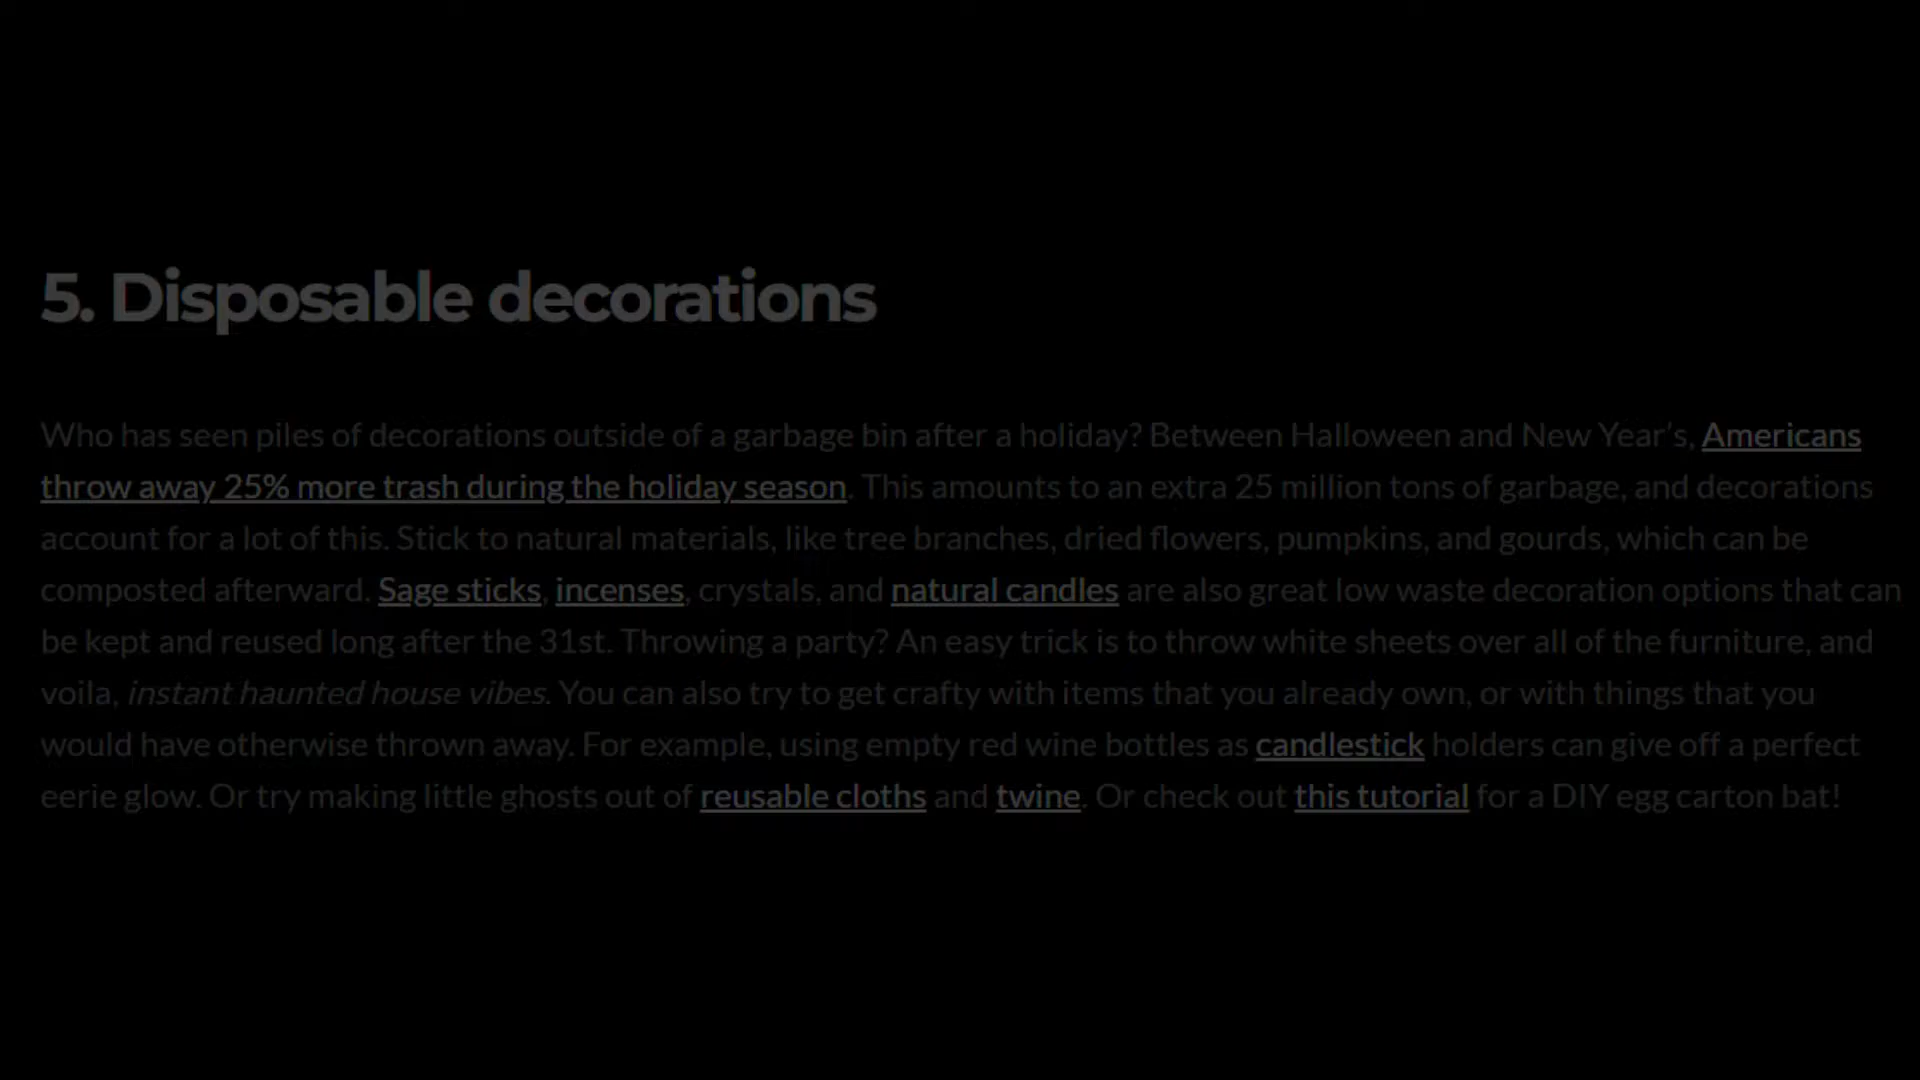 5. Disposable decorations
Who has seen piles of decorations outside of a garbage bin after a holiday? Between Halloween and New Year's, Americans
throw away 25% more trash during the holiday season. This amounts to an extra 25 million tons of garbage, and decorations
account for a lot of this. Stick to natural materials, like tree branches, dried flowers, pumpkins, and gourds, which can be
composted afterward. Sage sticks, incenses, crystals, and natural candles are also great low waste decoration options that can
be kept and reused long after the 31st. Throwing a party? An easy trick is to throw white sheets over all of the furniture, and
voila, instant haunted house vibes. You can also try to get crafty with items that you already own, or with things that you
would have otherwise thrown away. For example, using empty red wine bottles as candlestick holders can give off a perfect
eerie glow. Or try making little ghosts out of reusable cloths and twine. Or check out this tutorial for a DIY egg carton bat!